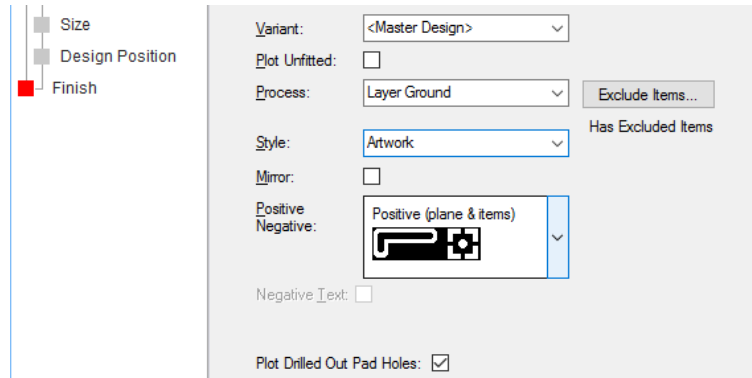 Size
Design Position
Finish
Variant: <Master Design>
Plot Unfitted:
Process: Layer Ground Exclude Items...
Has Excluded Items
Style: Artwork
Mirror:
Positive
Negative:
Positive (plane & items)
Negative Text:
Plot Drilled Out Pad Holes: